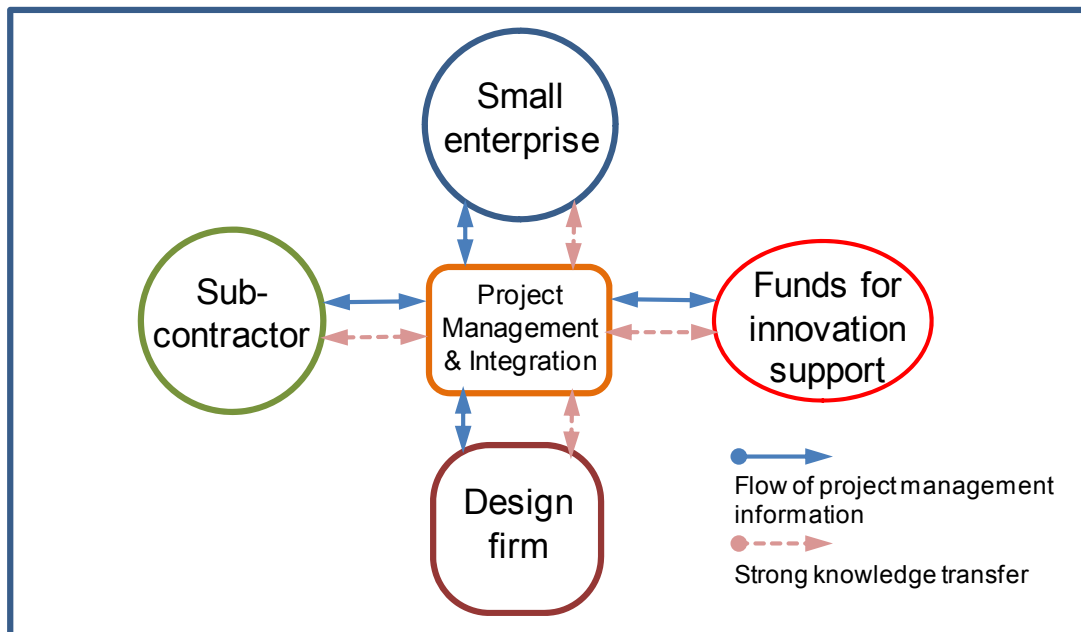 Small
enterprise
Sub-
contractor
Project
Management
& Integration
Funds for
innovation
support
Design
firm
Flow of project management
information
Strong knowledge transfer